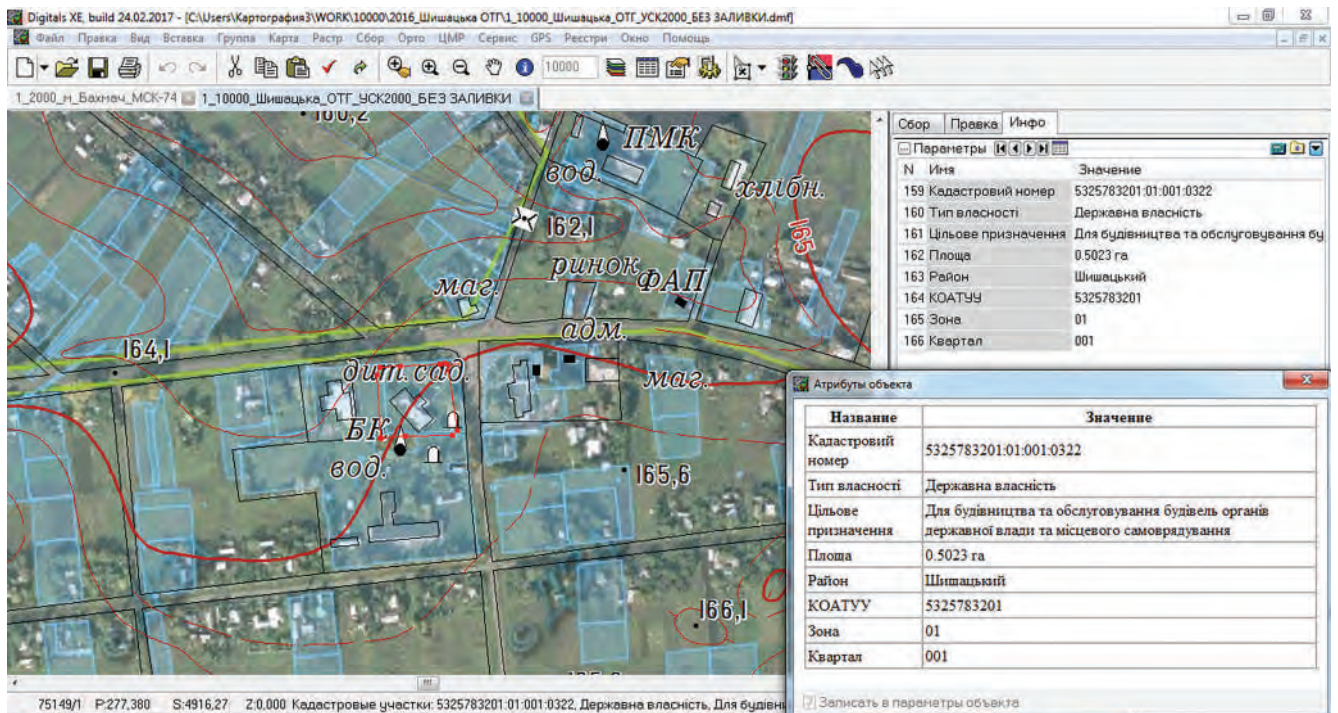 Digitals XE, build 24.02.2017 - [C:\Users\Картография3\WORK\10000\2016_Шишацька ОТГ\1_10000_Шишацька_ОТГ_УСК2000_БЕЗ ЗАЛИВКИ.dmf]
Файл Правка Вид Вставка Группа Карта Растр Сбор Орто ЦМР Сервис GPS Реєстри Окно Помощь
10000
1_2000_н_Бахмач_МСК-74 1_10000_Шишацька_ОТГ_УСК2000_БЕЗ ЗАЛИВКИ
160,2
ПМК
вод.
хлібн.
162,1
165
ринок
ФАП
маг.
адм.
164,1
дит.сад.
маг.
БК
вод.
165,6
166,1
Сбор Правка Инфо
Параметры
N Имя Значение
159 Кадастровий номер 5325783201:01:001:0322
160 Тип власності Державна власність
161 Цільове призначення Для будівництва та обслуговування бу
162 Площа 0.5023 га
163 Район Шишацький
164 КОАТУУ 5325783201
165 Зона 01
166 Квартал 001
Атрибуты объекта
Название Значение
Кадастровий
номер 5325783201:01:001:0322
Тип власності Державна власність
Цільове Для будівництва та обслуговування будівель органів
призначення державної влади та місцевого самоврядування
Площа 0.5023 га
Район Шишацький
КОАТУУ 5325783201
Зона 01
Квартал 001
Записать в параметры объекта
75149/1 P:277,380 S:4916,27 Z:0,000 Кадастровые участки: 5325783201:01:001:0322, Державна власність, Для будівни